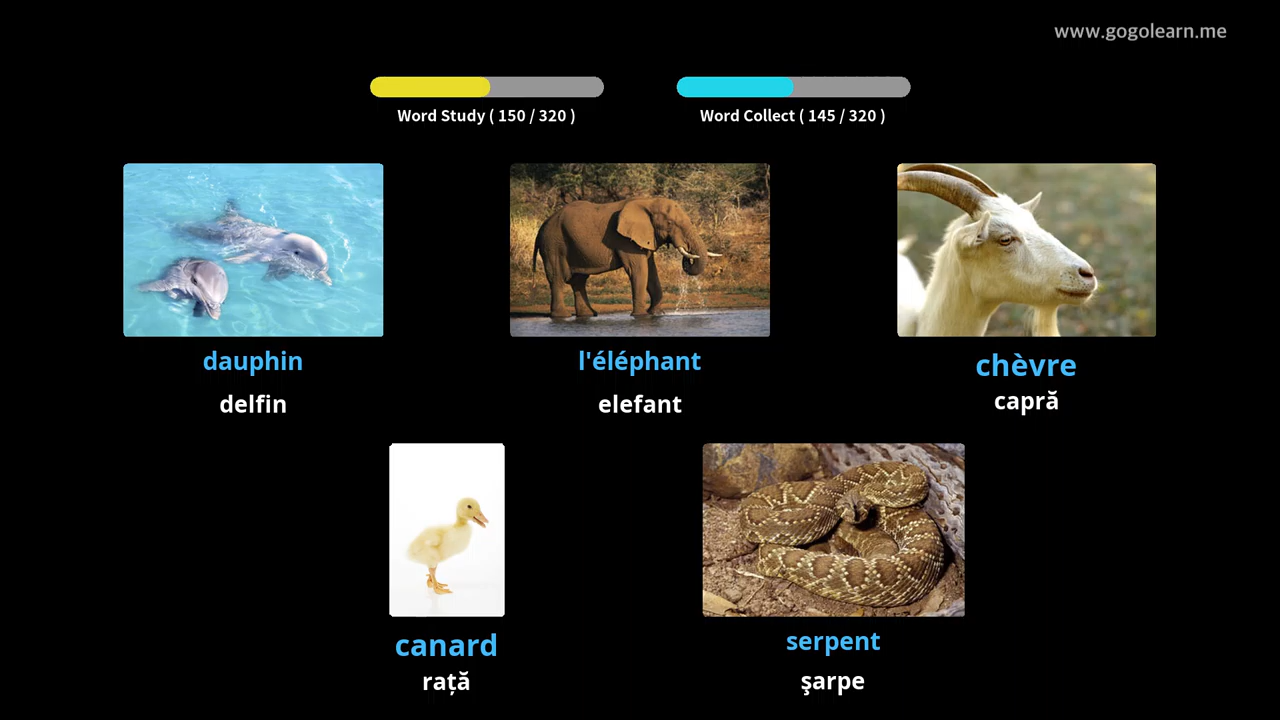 www.gogolearn.me
Word Study ( 150 / 320 )
Word Collect ( 145 / 320 )
dauphin
delfin
l'éléphant
elefant
chèvre
capră
canard
rață
serpent
şarpe